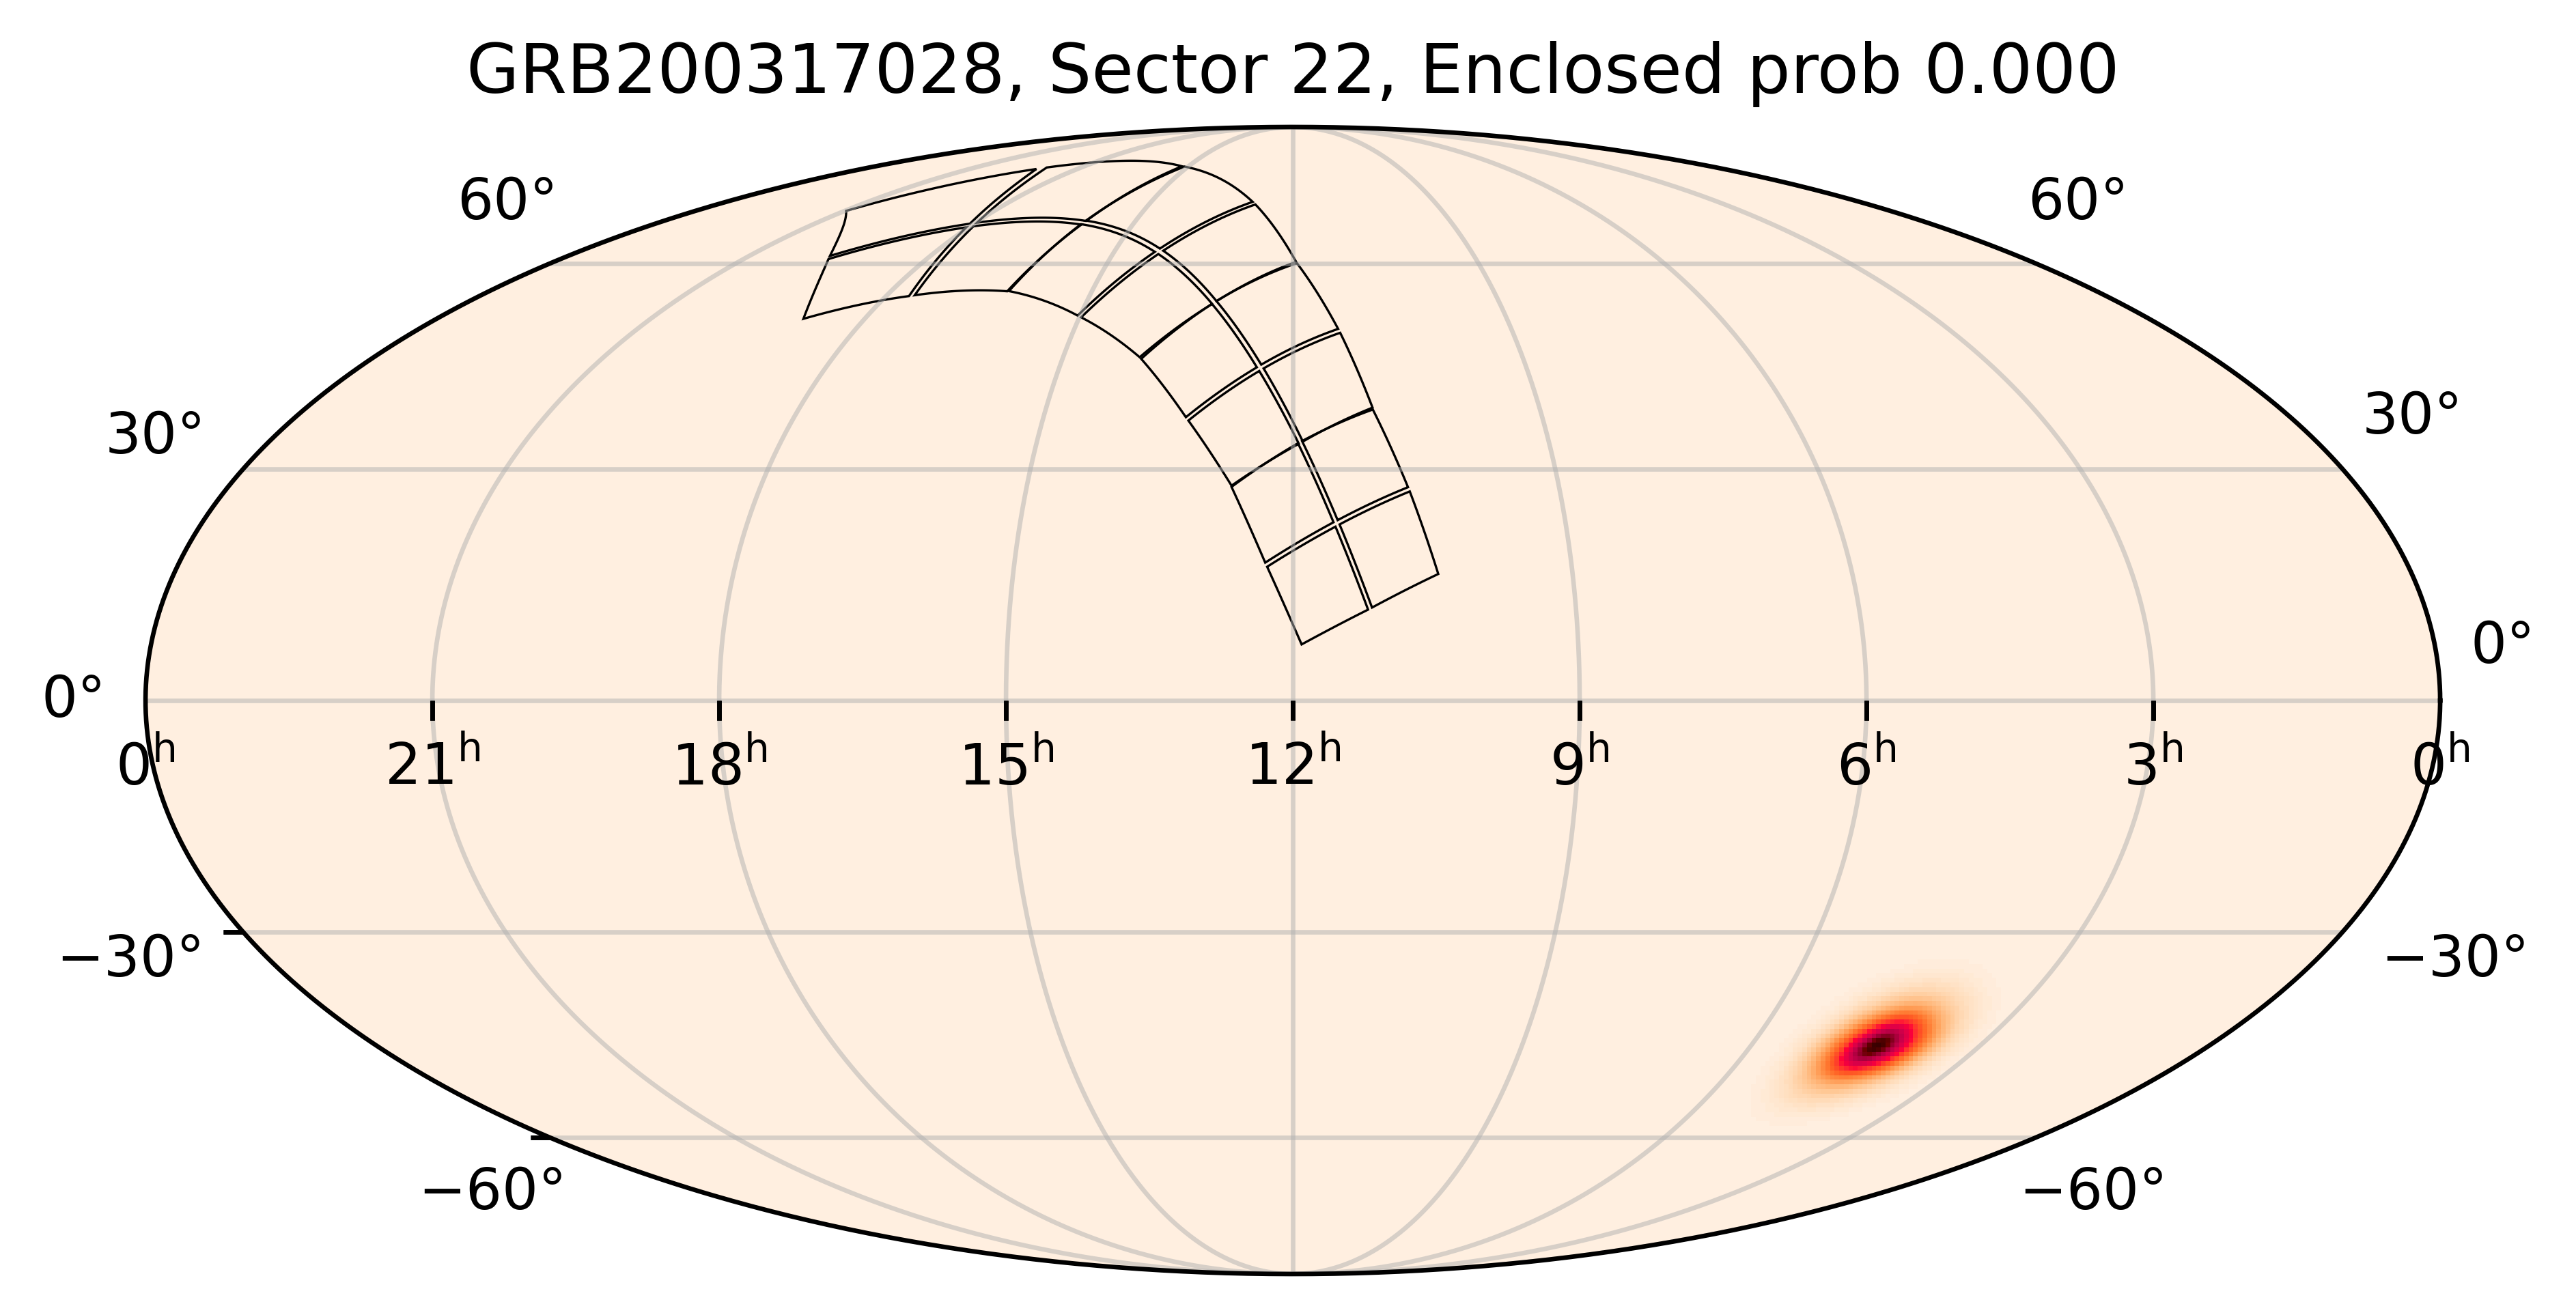 GRB200317028, Sector 22, Enclosed prob 0.000
60° 60°
30° 30°
0° 0°
0h 21h 18h 15h 12h 9h 6h 3h 0h
−30° −30°
−60° −60°